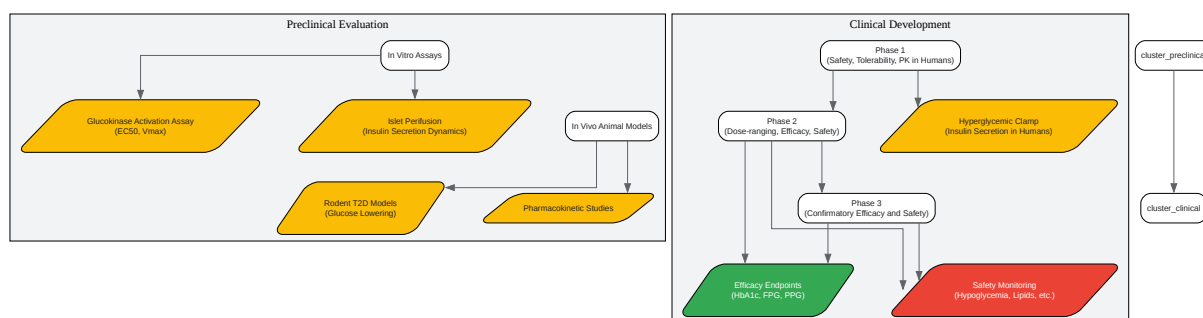 Preclinical Evaluation
In Vitro Assays
Glucokinase Activation Assay
(EC50, Vmax)
Islet Perifusion
(Insulin Secretion Dynamics)
In Vivo Animal Models
Rodent T2D Models
(Glucose Lowering)
Pharmacokinetic Studies
Clinical Development
Phase 1
(Safety, Tolerability, PK in Humans)
Phase 2
(Dose-ranging, Efficacy, Safety)
Hyperglycemic Clamp
(Insulin Secretion in Humans)
Phase 3
(Confirmatory Efficacy and Safety)
Efficacy Endpoints
(HbA1c, FPG, PPG)
Safety Monitoring
(Hypoglycemia, Lipids, etc.)
cluster_preclinical
cluster_clinical